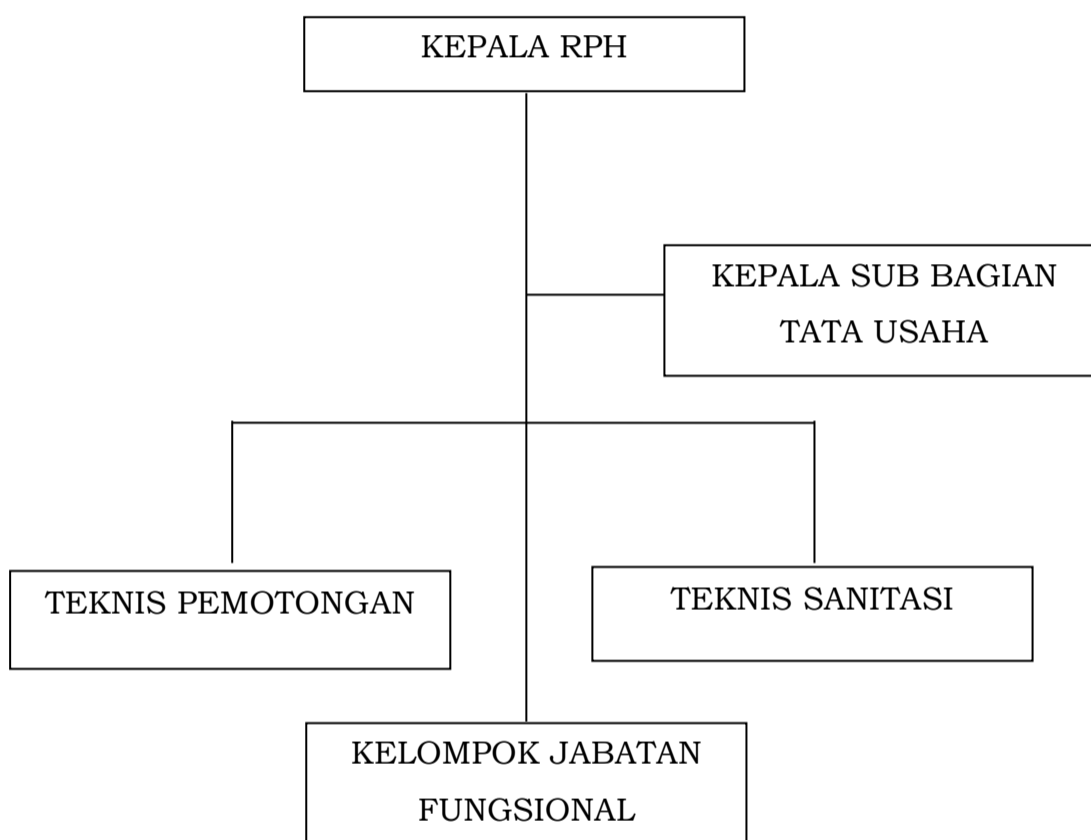 KEPALA RPH
KEPALA SUB BAGIAN
TATA USAHA
TEKNIS PEMOTONGAN
TEKNIS SANITASI
KELOMPOK JABATAN
FUNGSIONAL